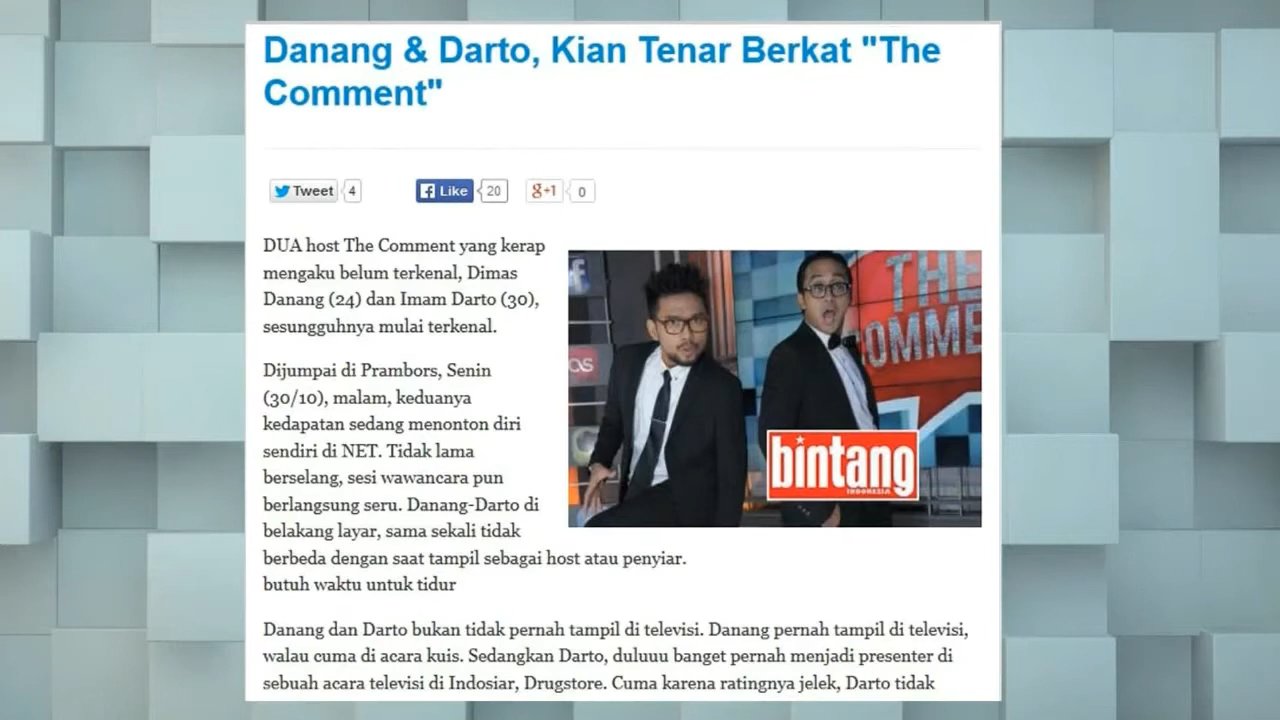 Danang & Darto, Kian Tenar Berkat "The
Comment"
Tweet 4 Like 20 g+1 0
DUA host The Comment yang kerap
mengaku belum terkenal, Dimas
Danang (24) dan Imam Darto (30),
sesungguhnya mulai terkenal.
Dijumpai di Prambors, Senin
(30/10), malam, keduanya
kedapatan sedang menonton diri
sendiri di NET. Tidak lama
berselang, sesi wawancara pun
berlangsung seru. Danang-Darto di
belakang layar, sama sekali tidak
berbeda dengan saat tampil sebagai host atau penyiar.
butuh waktu untuk tidur
THE
COMME
bintang
INDONESIA
Danang dan Darto bukan tidak pernah tampil di televisi. Danang pernah tampil di televisi,
walau cuma di acara kuis. Sedangkan Darto, duluuu banget pernah menjadi presenter di
sebuah acara televisi di Indosiar, Drugstore. Cuma karena ratingnya jelek, Darto tidak